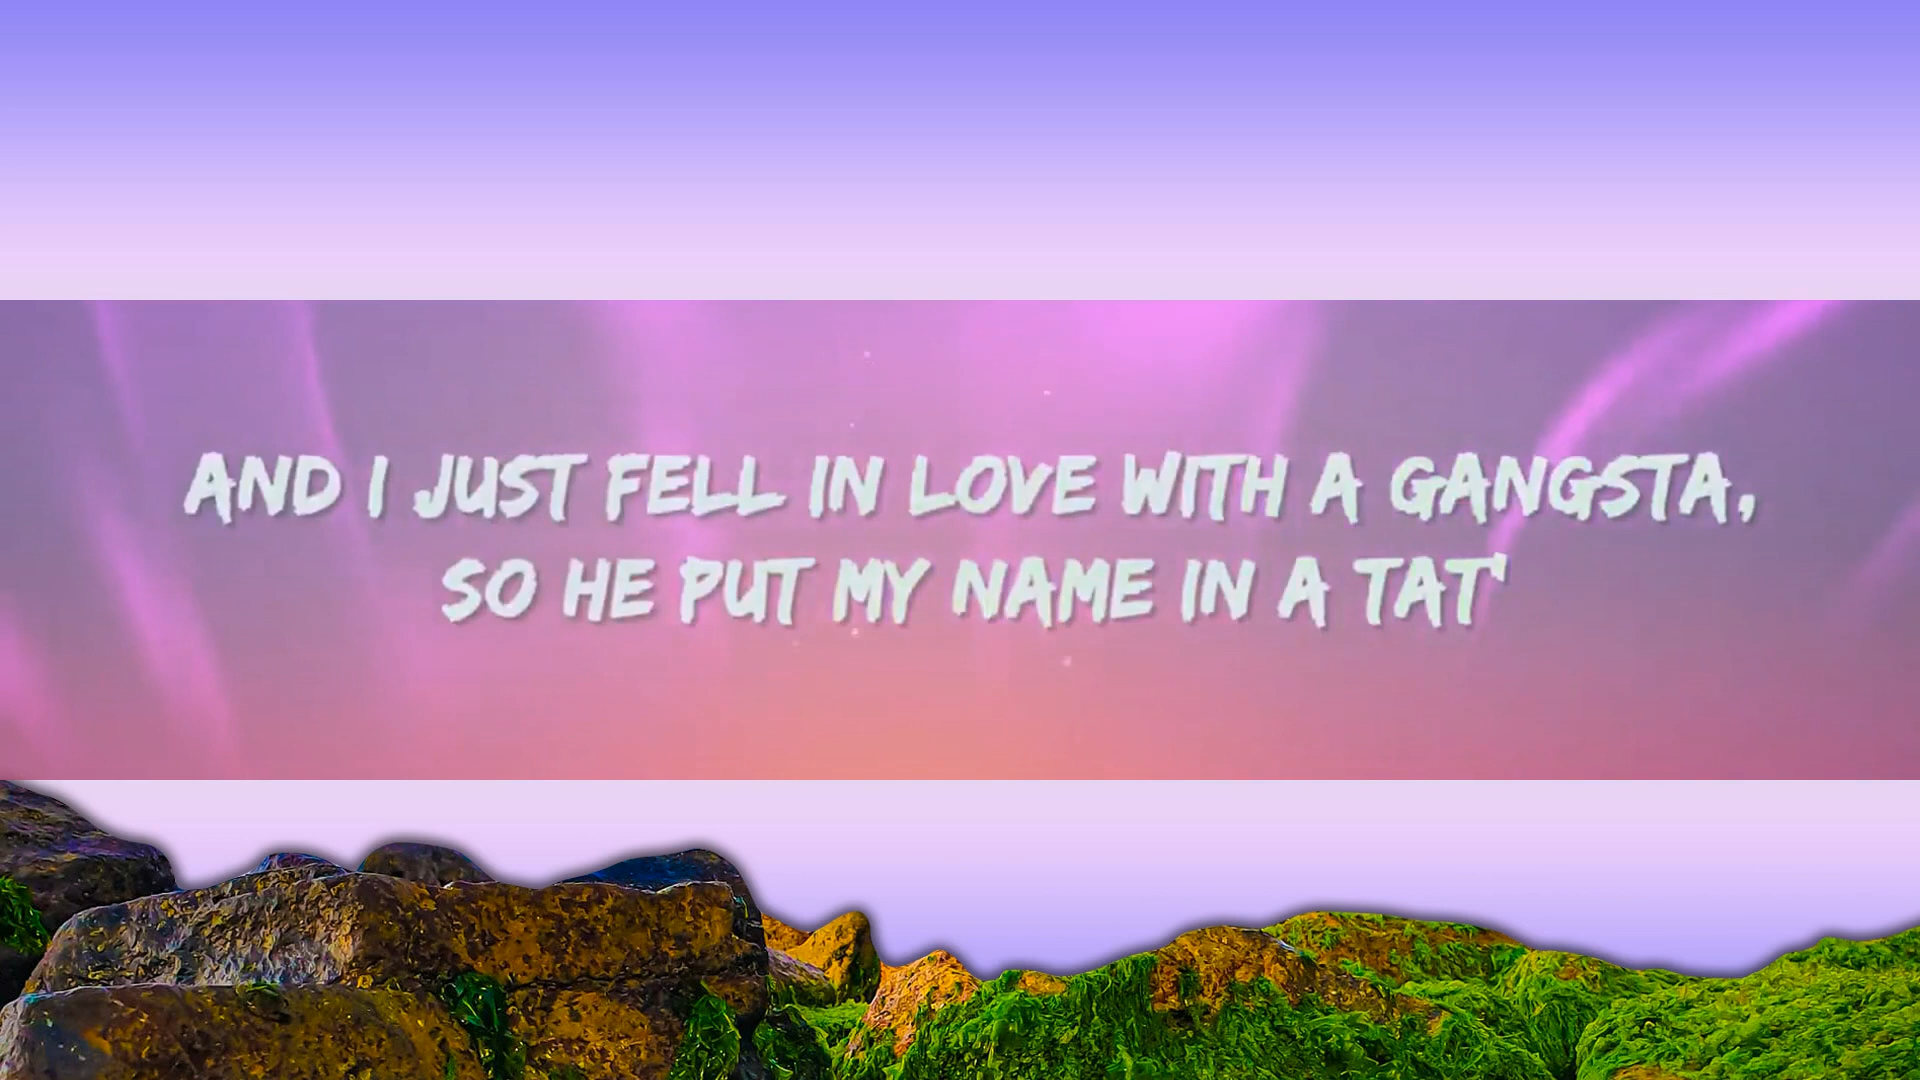 AND I JUST FELL IN LOVE WITH A GANGSTA,
SO HE PUT MY NAME IN A TAT'